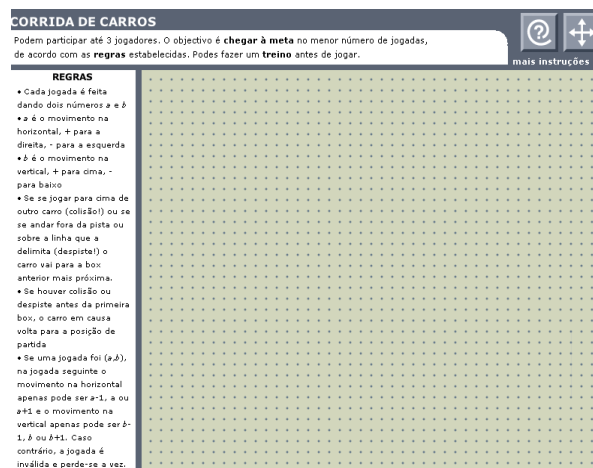 CORRIDA DE CARROS
Podem participar até 3 jogadores. O objectivo é chegar à meta no menor número de jogadas,
de acordo com as regras estabelecidas. Podes fazer um treino antes de jogar.
mais instruções
REGRAS
• Cada jogada é feita
dando dois números a e b
• a é o movimento na
horizontal, + para a
direita, - para a esquerda
• b é o movimento na
vertical, + para cima, -
para baixo
• Se se jogar para cima de
outro carro (colisão!) ou se
se andar fora da pista ou
sobre a linha que a
delimita (despiste!) o
carro vai para a box
anterior mais próxima.
• Se houver colisão ou
despiste antes da primeira
box, o carro em causa
volta para a posição de
partida
• Se uma jogada foi (a,b),
na jogada seguinte o
movimento na horizontal
apenas pode ser a-1, a ou
a+1 e o movimento na
vertical apenas pode ser b-
1, b ou b+1. Caso
contrário, a jogada é
inválida e perde-se a vez.